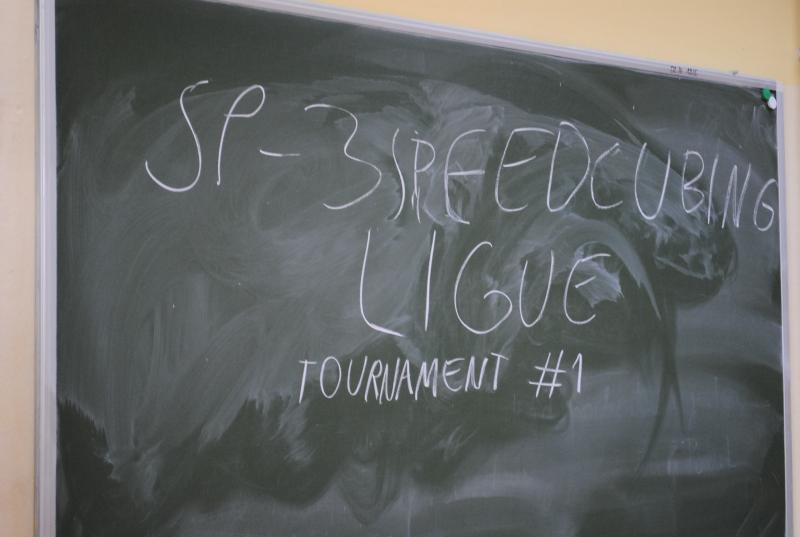 SP-3 SPEEDCUBING
LIGUE
TOURNAMENT #1